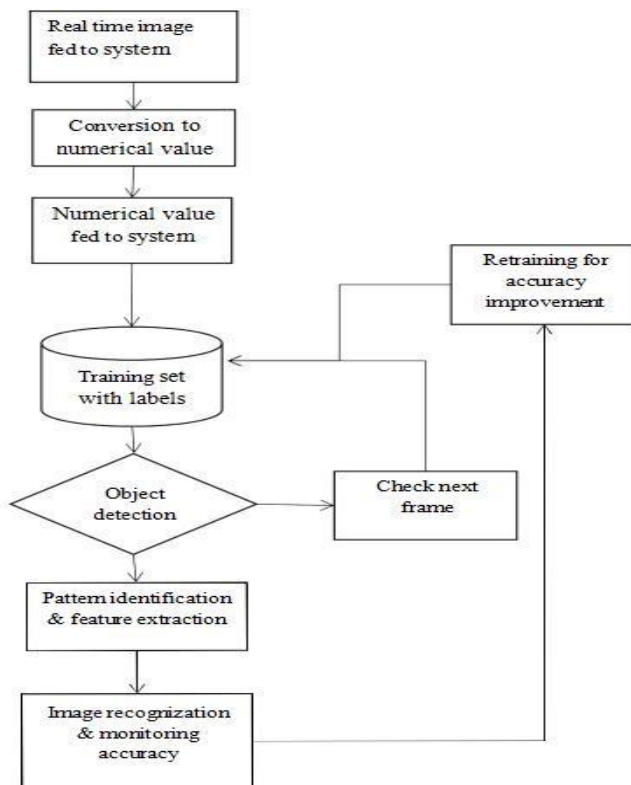 Real time image
fed to system
Conversion to
numerical value
Numerical value
fed to system
Retraining for
accuracy
improvement
Training set
with labels
Object
detection
Check next
frame
Pattern identification
& feature extraction
Image recognization
& monitoring
accuracy